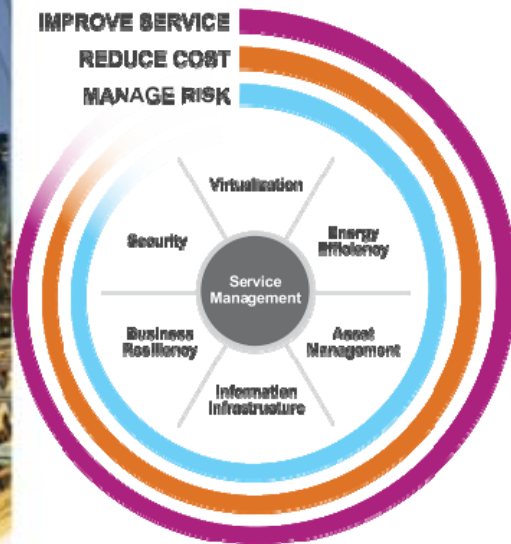 IMPROVE SERVICE
REDUCE COST
MANAGE RISK
Virtualization
Security
Energy
Efficiency
Service
Management
Business
Resiliency
Asset
Management
Information
Infrastructure